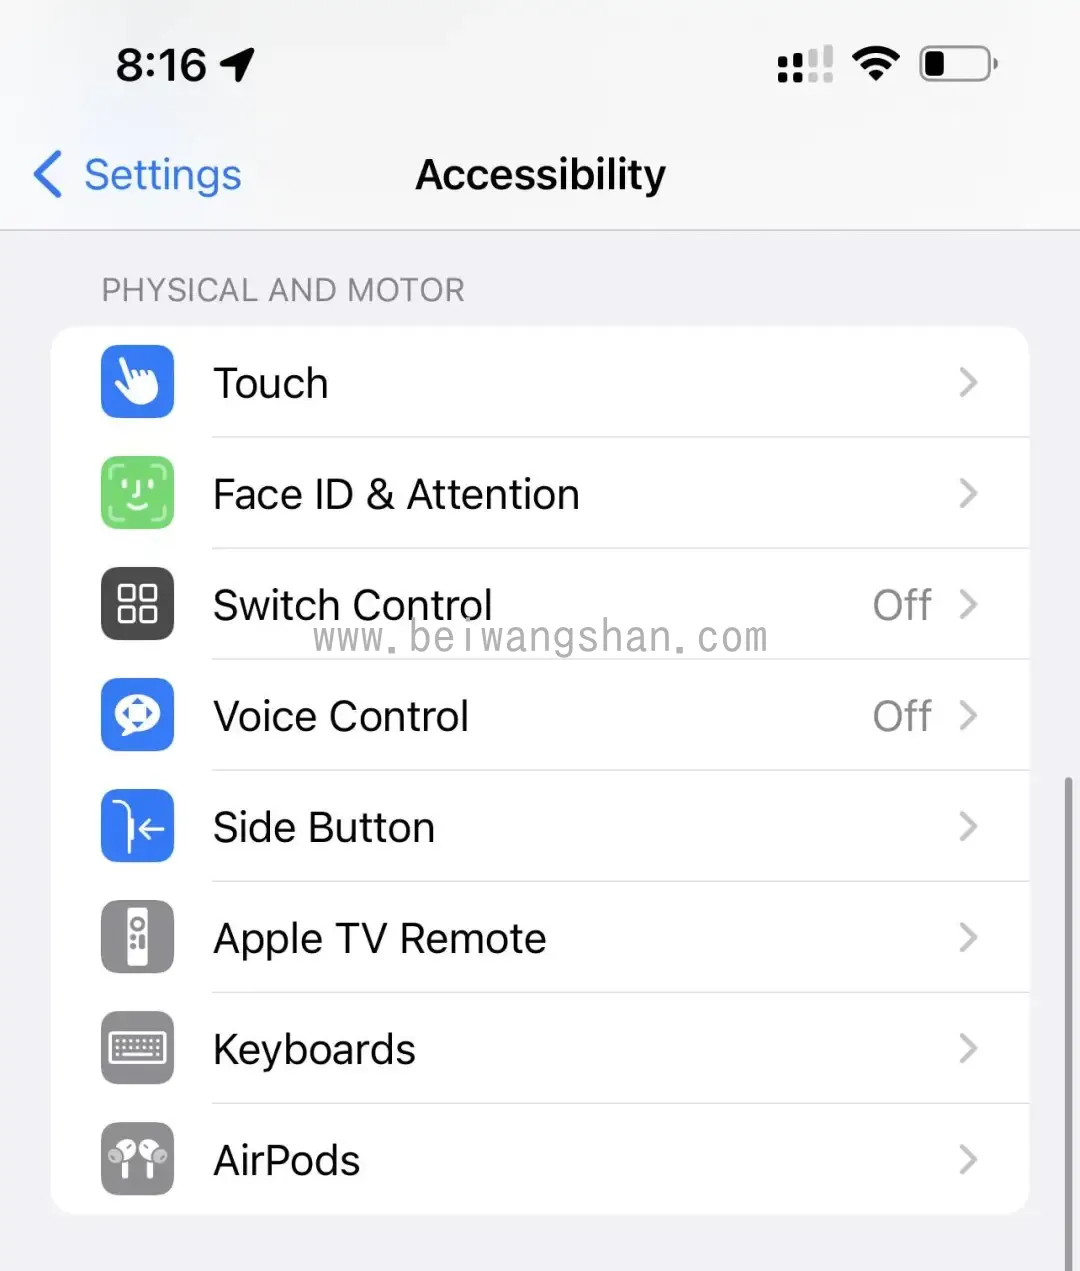 8:16
Settings
Accessibility
PHYSICAL AND MOTOR
Touch
Face ID & Attention
Switch Control Off
www.beiwangshan.com
Voice Control Off
Side Button
Apple TV Remote
Keyboards
AirPods